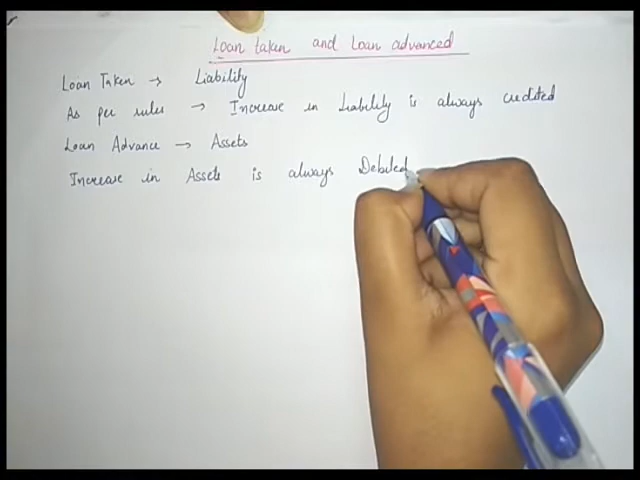 Loan taken and Loan advanced
Loan Taken → Liability
As per rules → Increase in Liability is always credited
Loan Advance → Assets
Increase in Assets is always Debited